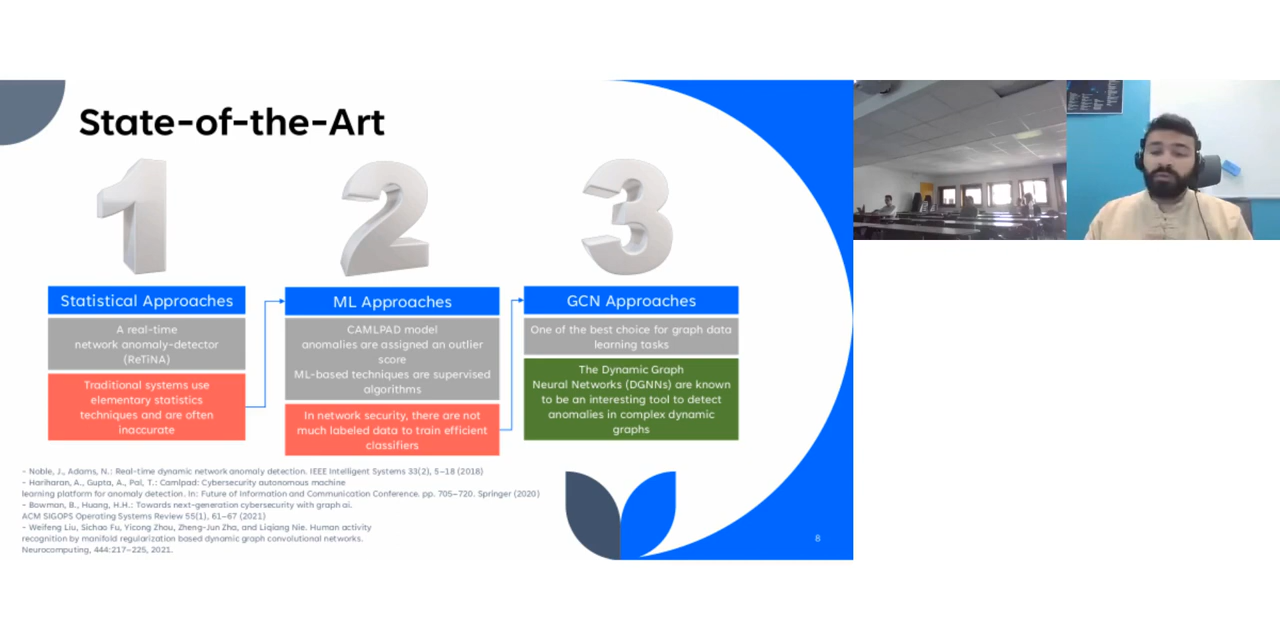 State-of-the-Art
1
2
3
Statistical Approaches
A real-time
network anomaly-detector
(ReTiNA)
Traditional systems use
elementary statistics
techniques and are often
inaccurate
ML Approaches
CAMLPAD model
anomalies are assigned an outlier
score
ML-based techniques are supervised
algorithms
In network security, there are not
much labeled data to train efficient
classifiers
GCN Approaches
One of the best choice for graph data
learning tasks
The Dynamic Graph
Neural Networks (DGNNs) are known
to be an interesting tool to detect
anomalies in complex dynamic
graphs
- Noble, J., Adams, N.: Real-time dynamic network anomaly detection. IEEE Intelligent Systems 33(2), 5–18 (2018)
- Hariharan, A., Gupta, A., Pal, T.: Camlpad: Cybersecurity autonomous machine
learning platform for anomaly detection. In: Future of Information and Communication Conference. pp. 705–720. Springer (2020)
- Bowman, B., Huang, H.H.: Towards next-generation cybersecurity with graph ai.
ACM SIGOPS Operating Systems Review 55(1), 61–67 (2021)
- Weifeng Liu, Sichao Fu, Yicong Zhou, Zheng-Jun Zha, and Liqiang Nie. Human activity
recognition by manifold regularization based dynamic graph convolutional networks.
Neurocomputing, 444:217–225, 2021.
8